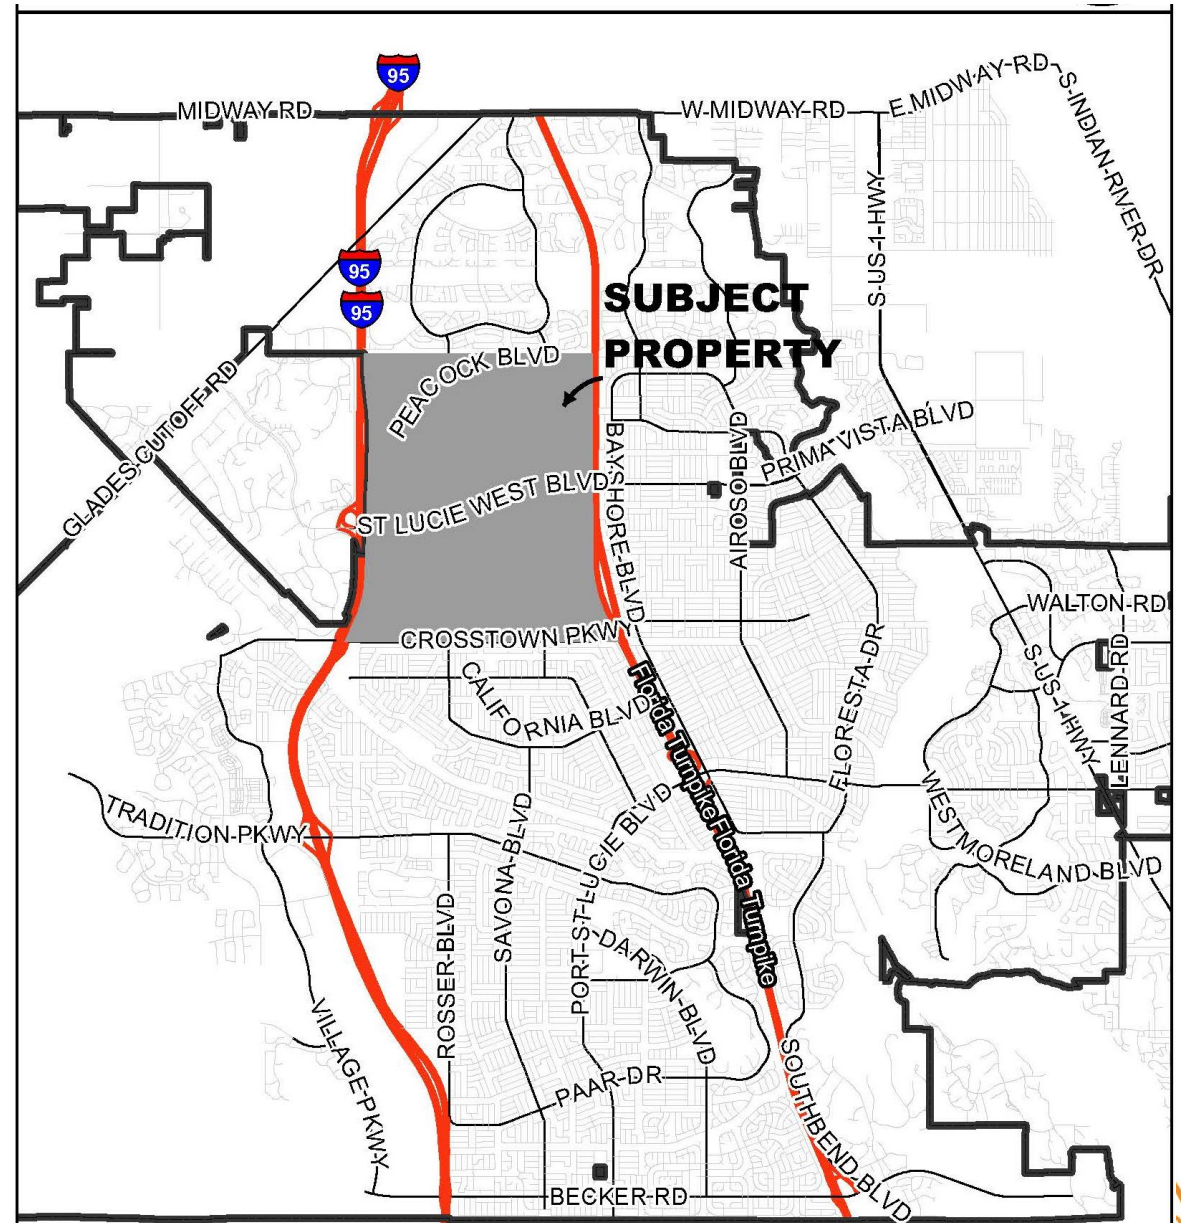 95
MIDWAY RD
W MIDWAY RD
E MIDWAY RD
S INDIAN RIVER DR
S US 1 HWY
95
95
SUBJECT
PROPERTY
PEACOCK BLVD
GLADES CUTOFF RD
BAYSHORE BLVD
AIROSO BLVD
PRIMA VISTA BLVD
ST LUCIE WEST BLVD
WALTON RD
CROSSTOWN PKWY
FLORESTA DR
S US 1 HWY
LENNARD RD
CALIFORNIA BLVD
Florida Turnpike
Florida Turnpike
TRADITION PKWY
WESTMORELAND BLVD
PORT ST LUCIE BLVD
SAVONA BLVD
ROSSER BLVD
DARWIN BLVD
VILLAGE PKWY
PAAR DR
SOUTHBEND BLVD
BECKER RD